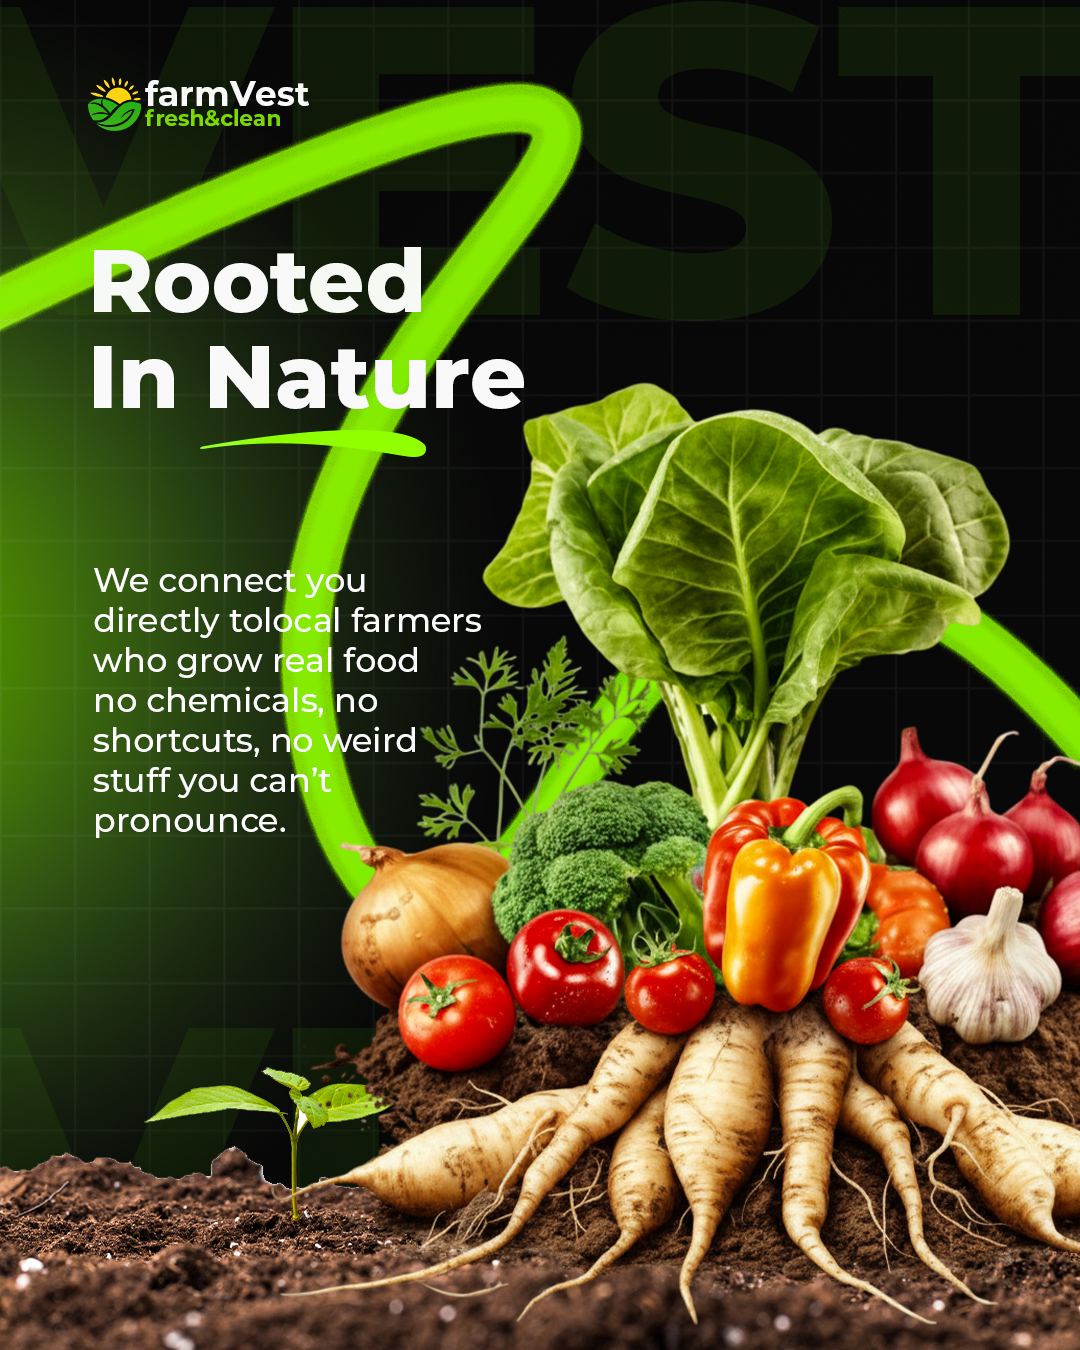 VEST
farmVest
fresh&clean
Rooted
In Nature
We connect you
directly tolocal farmers
who grow real food
no chemicals, no
shortcuts, no weird
stuff you can’t
pronounce.